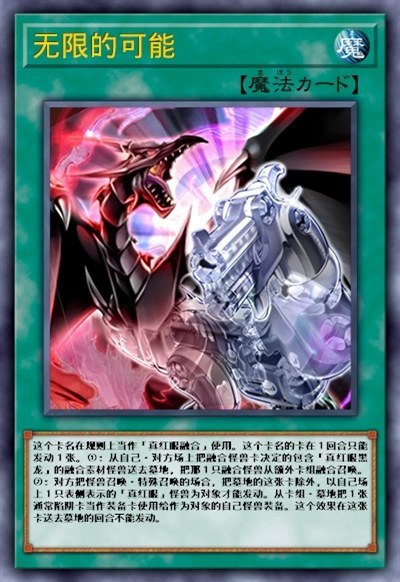 无限的可能
魔
【魔法カード】
ま ほう
这个卡名在规则上当作「真红眼融合」使用。这个卡名的卡在１回合只能
发动１张。①：从自己·对方场上把融合怪兽卡决定的包含「真红眼黑
龙」的融合素材怪兽送去墓地，把那１只融合怪兽从额外卡组融合召唤。
②：对方把怪兽召唤·特殊召唤的场合，把墓地的这张卡除外，以自己场
上１只表侧表示的「真红眼」怪兽为对象才能发动。从卡组·墓地把１张
通常陷阱卡当作装备卡使用给作为对象的自己怪兽装备。这个效果在这张
卡送去墓地的回合不能发动。